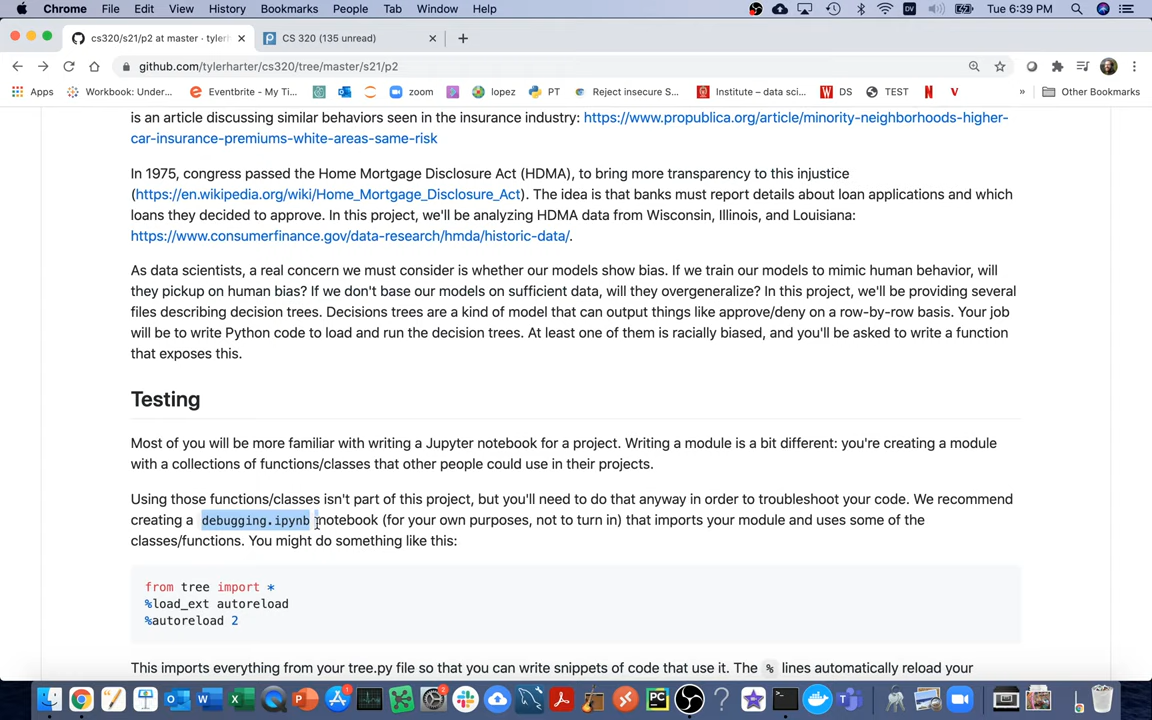 Chrome File Edit View History Bookmarks People Tab Window Help Tue 6:39 PM
cs320/s21/p2 at master · tylerh CS 320 (135 unread)
github.com/tylerharter/cs320/tree/master/s21/p2
Apps Workbook: Under... Eventbrite - My Ti... zoom lopez PT Reject insecure S... Institute – data sci... DS TEST » Other Bookmarks
is an article discussing similar behaviors seen in the insurance industry: https://www.propublica.org/article/minority-neighborhoods-higher-
car-insurance-premiums-white-areas-same-risk
In 1975, congress passed the Home Mortgage Disclosure Act (HDMA), to bring more transparency to this injustice
(https://en.wikipedia.org/wiki/Home_Mortgage_Disclosure_Act). The idea is that banks must report details about loan applications and which
loans they decided to approve. In this project, we'll be analyzing HDMA data from Wisconsin, Illinois, and Louisiana:
https://www.consumerfinance.gov/data-research/hmda/historic-data/.
As data scientists, a real concern we must consider is whether our models show bias. If we train our models to mimic human behavior, will
they pickup on human bias? If we don't base our models on sufficient data, will they overgeneralize? In this project, we'll be providing several
files describing decision trees. Decisions trees are a kind of model that can output things like approve/deny on a row-by-row basis. Your job
will be to write Python code to load and run the decision trees. At least one of them is racially biased, and you'll be asked to write a function
that exposes this.
Testing
Most of you will be more familiar with writing a Jupyter notebook for a project. Writing a module is a bit different: you're creating a module
with a collections of functions/classes that other people could use in their projects.
Using those functions/classes isn't part of this project, but you'll need to do that anyway in order to troubleshoot your code. We recommend
creating a debugging.ipynb notebook (for your own purposes, not to turn in) that imports your module and uses some of the
classes/functions. You might do something like this:
from tree import *
%load_ext autoreload
%autoreload 2
This imports everything from your tree.py file so that you can write snippets of code that use it. The % lines automatically reload your